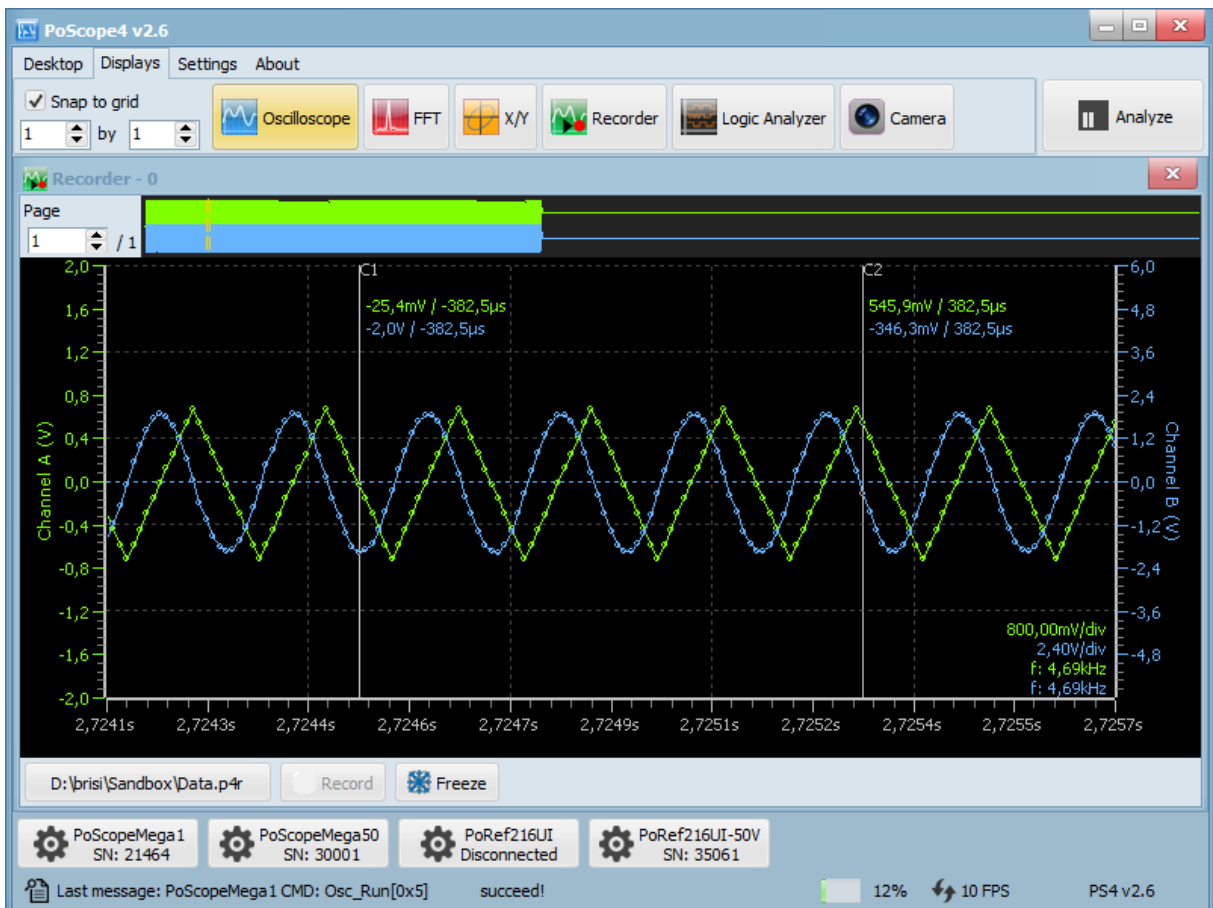 PoScope4 v2.6
Desktop Displays Settings About
Snap to grid
1 by 1
Oscilloscope FFT X/Y Recorder Logic Analyzer Camera Analyze
Recorder - 0
Page
1 / 1
2,0 C1 C2 6,0
-25,4mV / -382,5µs 545,9mV / 382,5µs
1,6 4,8
-2,0V / -382,5µs -346,3mV / 382,5µs
1,2 3,6
0,8 2,4
0,4 1,2
0,0 0,0
-0,4 -1,2
-0,8 -2,4
-1,2 -3,6
Channel A (V)
Channel B (V)
800,00mV/div
2,40V/div
-1,6 -4,8
f: 4,69kHz
f: 4,69kHz
-2,0
2,7241s 2,7243s 2,7244s 2,7246s 2,7247s 2,7249s 2,7251s 2,7252s 2,7254s 2,7255s 2,7257s
D:\brisi\Sandbox\Data.p4r Record Freeze
PoScopeMega1 PoScopeMega50 PoRef216UI PoRef216UI-50V
SN: 21464 SN: 30001 Disconnected SN: 35061
Last message: PoScopeMega1 CMD: Osc_Run[0x5] succeed! 12% 10 FPS PS4 v2.6